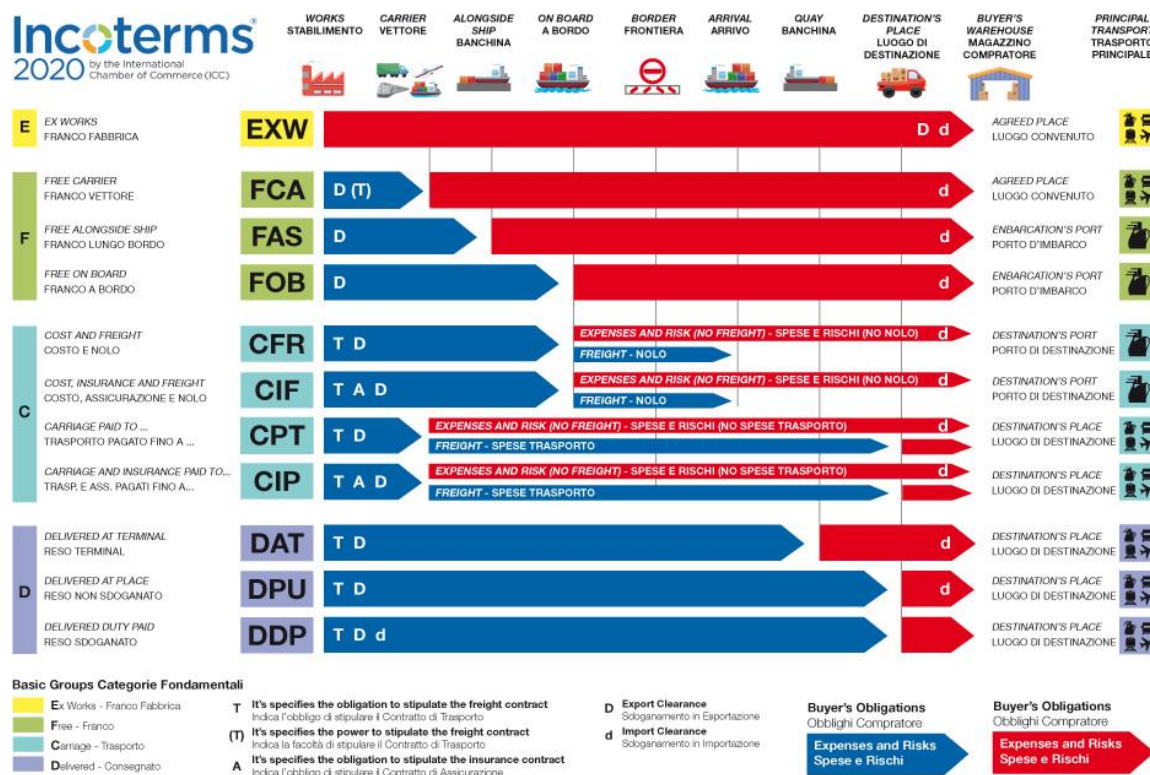 Incoterms®
2020 by the International
Chamber of Commerce (ICC)
WORKS
STABILIMENTO
CARRIER
VETTORE
ALONGSIDE
SHIP
BANCHINA
ON BOARD
A BORDO
BORDER
FRONTIERA
ARRIVAL
ARRIVO
QUAY
BANCHINA
DESTINATION'S
PLACE
LUOGO DI
DESTINAZIONE
BUYER'S
WAREHOUSE
MAGAZZINO
COMPRATORE
PRINCIPAL
TRANSPORT
TRASPORTO
PRINCIPALE
E
EX WORKS
FRANCO FABBRICA
EXW
D d
AGREED PLACE
LUOGO CONVENUTO
F
FREE CARRIER
FRANCO VETTORE
FCA
D (T)
d
AGREED PLACE
LUOGO CONVENUTO
FREE ALONGSIDE SHIP
FRANCO LUNGO BORDO
FAS
D
d
ENBARCATION'S PORT
PORTO D'IMBARCO
FREE ON BOARD
FRANCO A BORDO
FOB
D
d
ENBARCATION'S PORT
PORTO D'IMBARCO
C
COST AND FREIGHT
COSTO E NOLO
CFR
T D
EXPENSES AND RISK (NO FREIGHT) - SPESE E RISCHI (NO NOLO) d
FREIGHT - NOLO
DESTINATION'S PORT
PORTO DI DESTINAZIONE
COST, INSURANCE AND FREIGHT
COSTO, ASSICURAZIONE E NOLO
CIF
T A D
EXPENSES AND RISK (NO FREIGHT) - SPESE E RISCHI (NO NOLO) d
FREIGHT - NOLO
DESTINATION'S PORT
PORTO DI DESTINAZIONE
CARRIAGE PAID TO ...
TRASPORTO PAGATO FINO A ...
CPT
T D
EXPENSES AND RISK (NO FREIGHT) - SPESE E RISCHI (NO SPESE TRASPORTO) d
FREIGHT - SPESE TRASPORTO
DESTINATION'S PLACE
LUOGO DI DESTINAZIONE
CARRIAGE AND INSURANCE PAID TO...
TRASP. E ASS. PAGATI FINO A...
CIP
T A D
EXPENSES AND RISK (NO FREIGHT) - SPESE E RISCHI (NO SPESE TRASPORTO) d
FREIGHT - SPESE TRASPORTO
DESTINATION'S PLACE
LUOGO DI DESTINAZIONE
D
DELIVERED AT TERMINAL
RESO TERMINAL
DAT
T D
d
DESTINATION'S PLACE
LUOGO DI DESTINAZIONE
DELIVERED AT PLACE
RESO NON SDOGANATO
DPU
T D
d
DESTINATION'S PLACE
LUOGO DI DESTINAZIONE
DELIVERED DUTY PAID
RESO SDOGANATO
DDP
T D d
DESTINATION'S PLACE
LUOGO DI DESTINAZIONE
Basic Groups Categorie Fondamentali
Ex Works - Franco Fabbrica
Free - Franco
Carriage - Trasporto
Delivered - Consegnato
T It's specifies the obligation to stipulate the freight contract
Indica l'obbligo di stipulare il Contratto di Trasporto
(T) It's specifies the power to stipulate the freight contract
Indica la facoltà di stipulare il Contratto di Trasporto
A It's specifies the obligation to stipulate the insurance contract
Indica l'obbligo di stipulare il Contratto di Assicurazione
D Export Clearance
Sdoganamento in Esportazione
d Import Clearance
Sdoganamento in Importazione
Buyer's Obligations
Obblighi Compratore
Expenses and Risks
Spese e Rischi
Buyer's Obligations
Obblighi Compratore
Expenses and Risks
Spese e Rischi